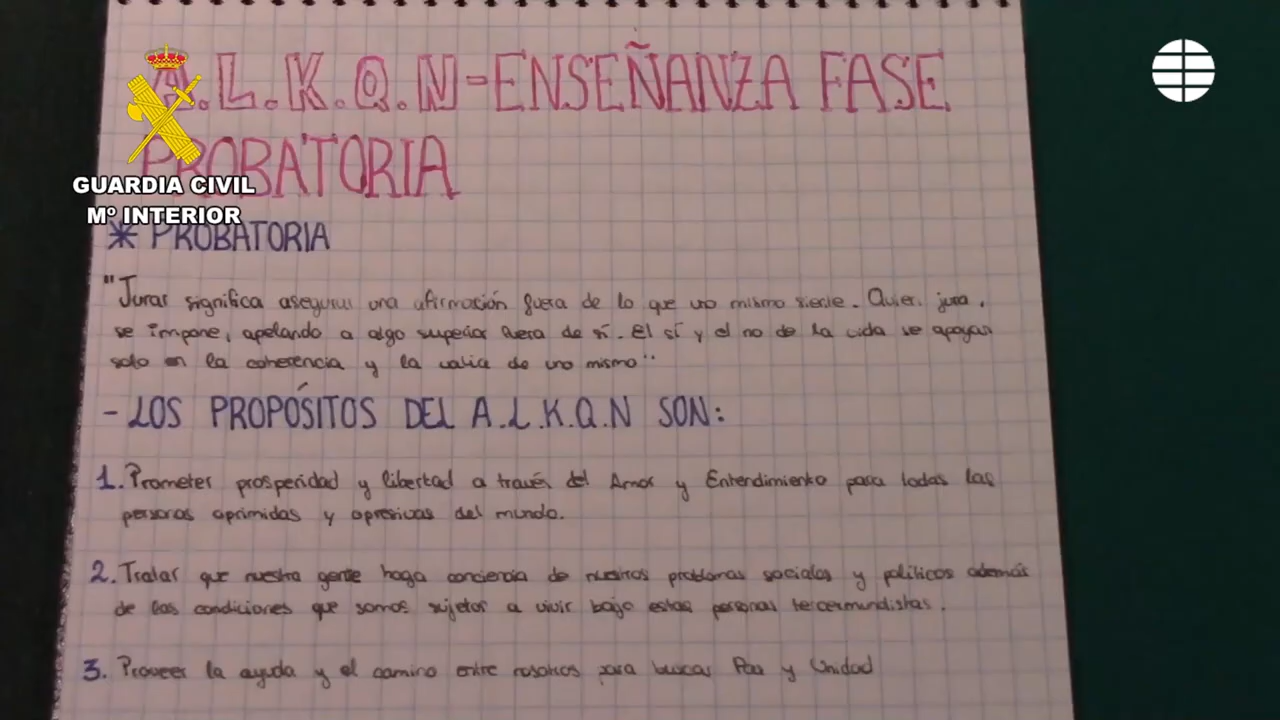 A.L.K.Q.N-ENSEÑANZA FASE
PROBATORIA
GUARDIA CIVIL
Mº INTERIOR
* PROBATORIA
"Jurar significa asegurar una afirmación fuera de lo que uno mismo siente. Quien jura,
se impone, apelando a algo superior fuera de sí. El sí y el no de la vida se apoyan
solo en la coherencia y la valía de uno mismo"
- LOS PROPÓSITOS DEL A.L.K.Q.N SON:
1. Prometer prosperidad y libertad a través del Amor y Entendimiento para todas las
personas oprimidas y opresivas del mundo.
2. Tratar que nuestra gente haga conciencia de nuestros problemas sociales y políticos además
de las condiciones que somos sujetos a vivir bajo estas personas tercermundistas.
3. Proveer la ayuda y el camino entre nosotros para buscar Paz y Unidad